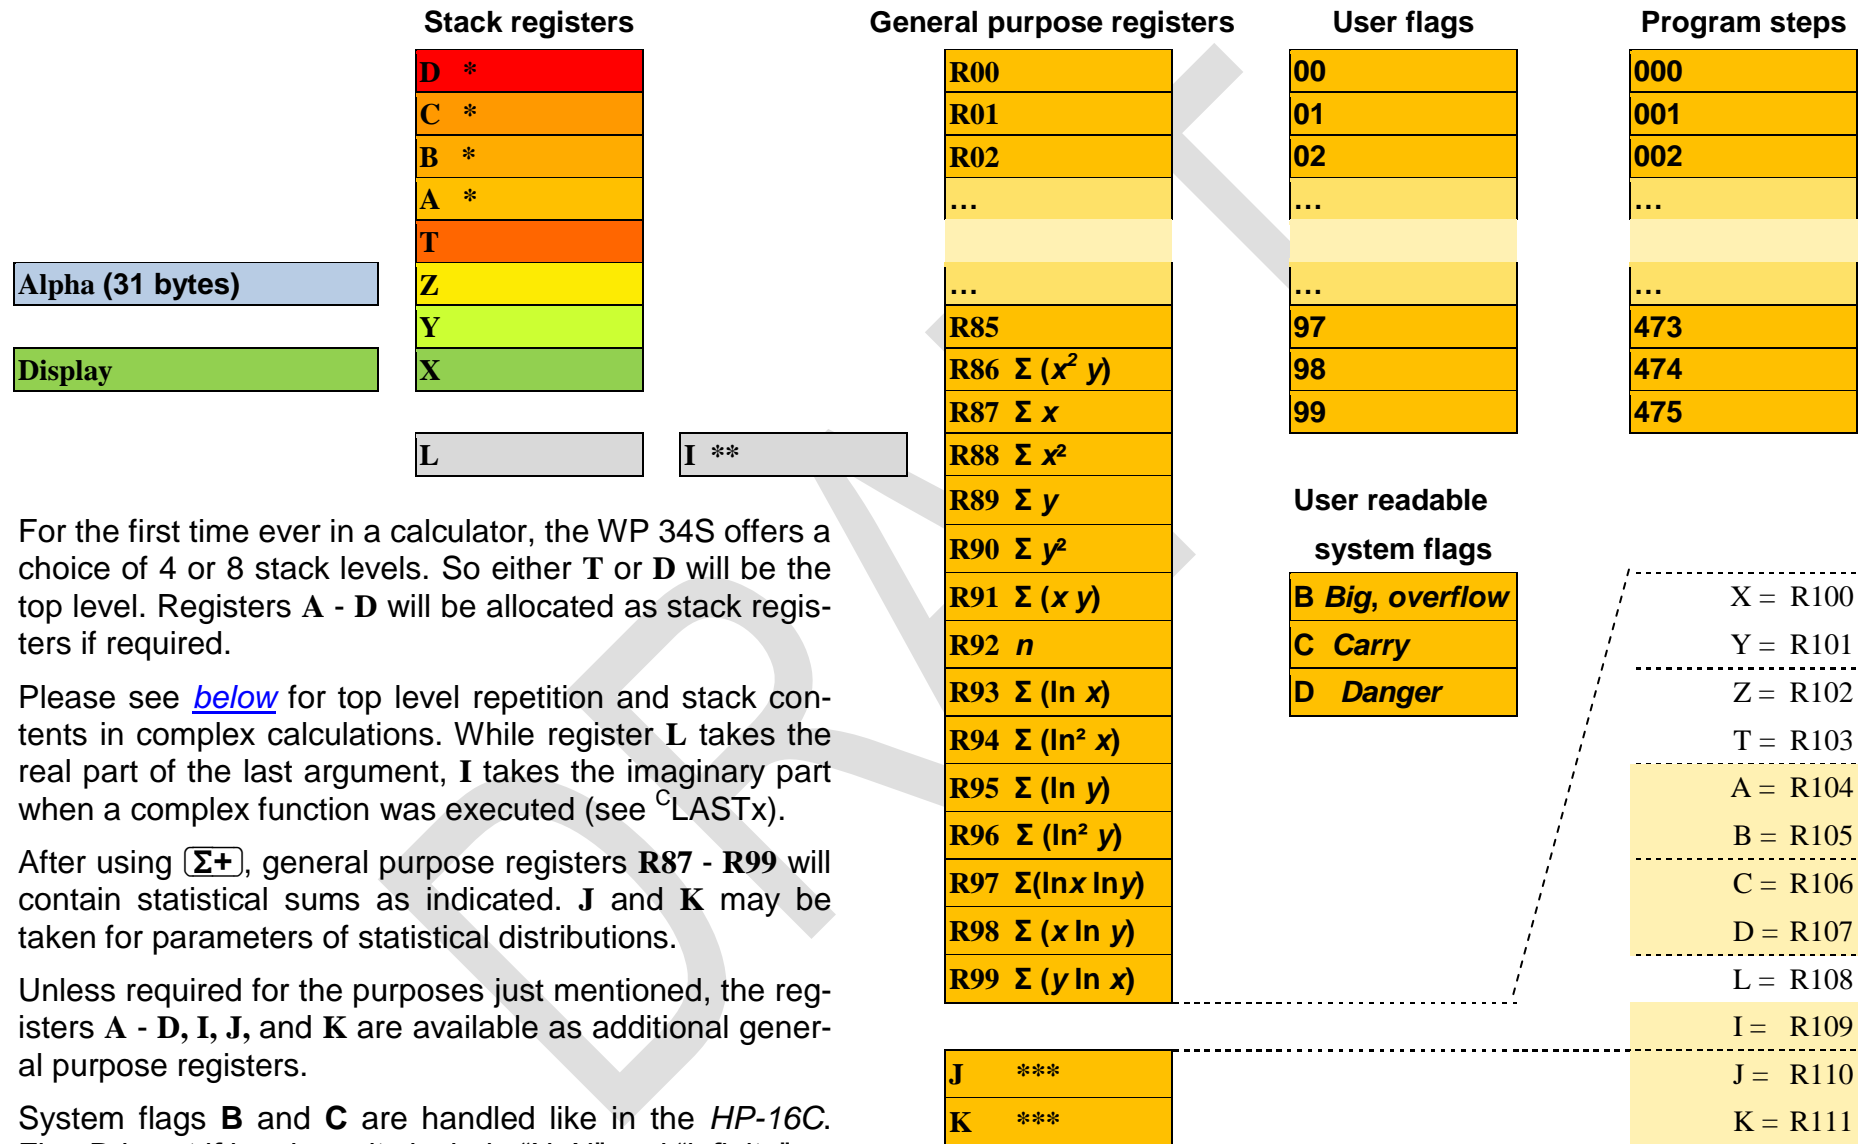 Stack registers
D *
C *
B *
A *
T
Z
Y
X
L
I **
Alpha (31 bytes)
Display
General purpose registers
R00
R01
R02
…
…
R85
R86 Σ (x² y)
R87 Σ x
R88 Σ x²
R89 Σ y
R90 Σ y²
R91 Σ (x y)
R92 n
R93 Σ (ln x)
R94 Σ (ln² x)
R95 Σ (ln y)
R96 Σ (ln² y)
R97 Σ(lnx lny)
R98 Σ (x ln y)
R99 Σ (y ln x)
J ***
K ***
User flags
00
01
02
…
…
97
98
99
User readable
system flags
B Big, overflow
C Carry
D Danger
Program steps
000
001
002
…
…
473
474
475
X = R100
Y = R101
Z = R102
T = R103
A = R104
B = R105
C = R106
D = R107
L = R108
I = R109
J = R110
K = R111
For the first time ever in a calculator, the WP 34S offers a
choice of 4 or 8 stack levels. So either T or D will be the
top level. Registers A - D will be allocated as stack regis-
ters if required.
Please see below for top level repetition and stack con-
tents in complex calculations. While register L takes the
real part of the last argument, I takes the imaginary part
when a complex function was executed (see ᶜLASTx).
After using Σ+, general purpose registers R87 - R99 will
contain statistical sums as indicated. J and K may be
taken for parameters of statistical distributions.
Unless required for the purposes just mentioned, the reg-
isters A - D, I, J, and K are available as additional gener-
al purpose registers.
System flags B and C are handled like in the HP-16C.
DRAFT